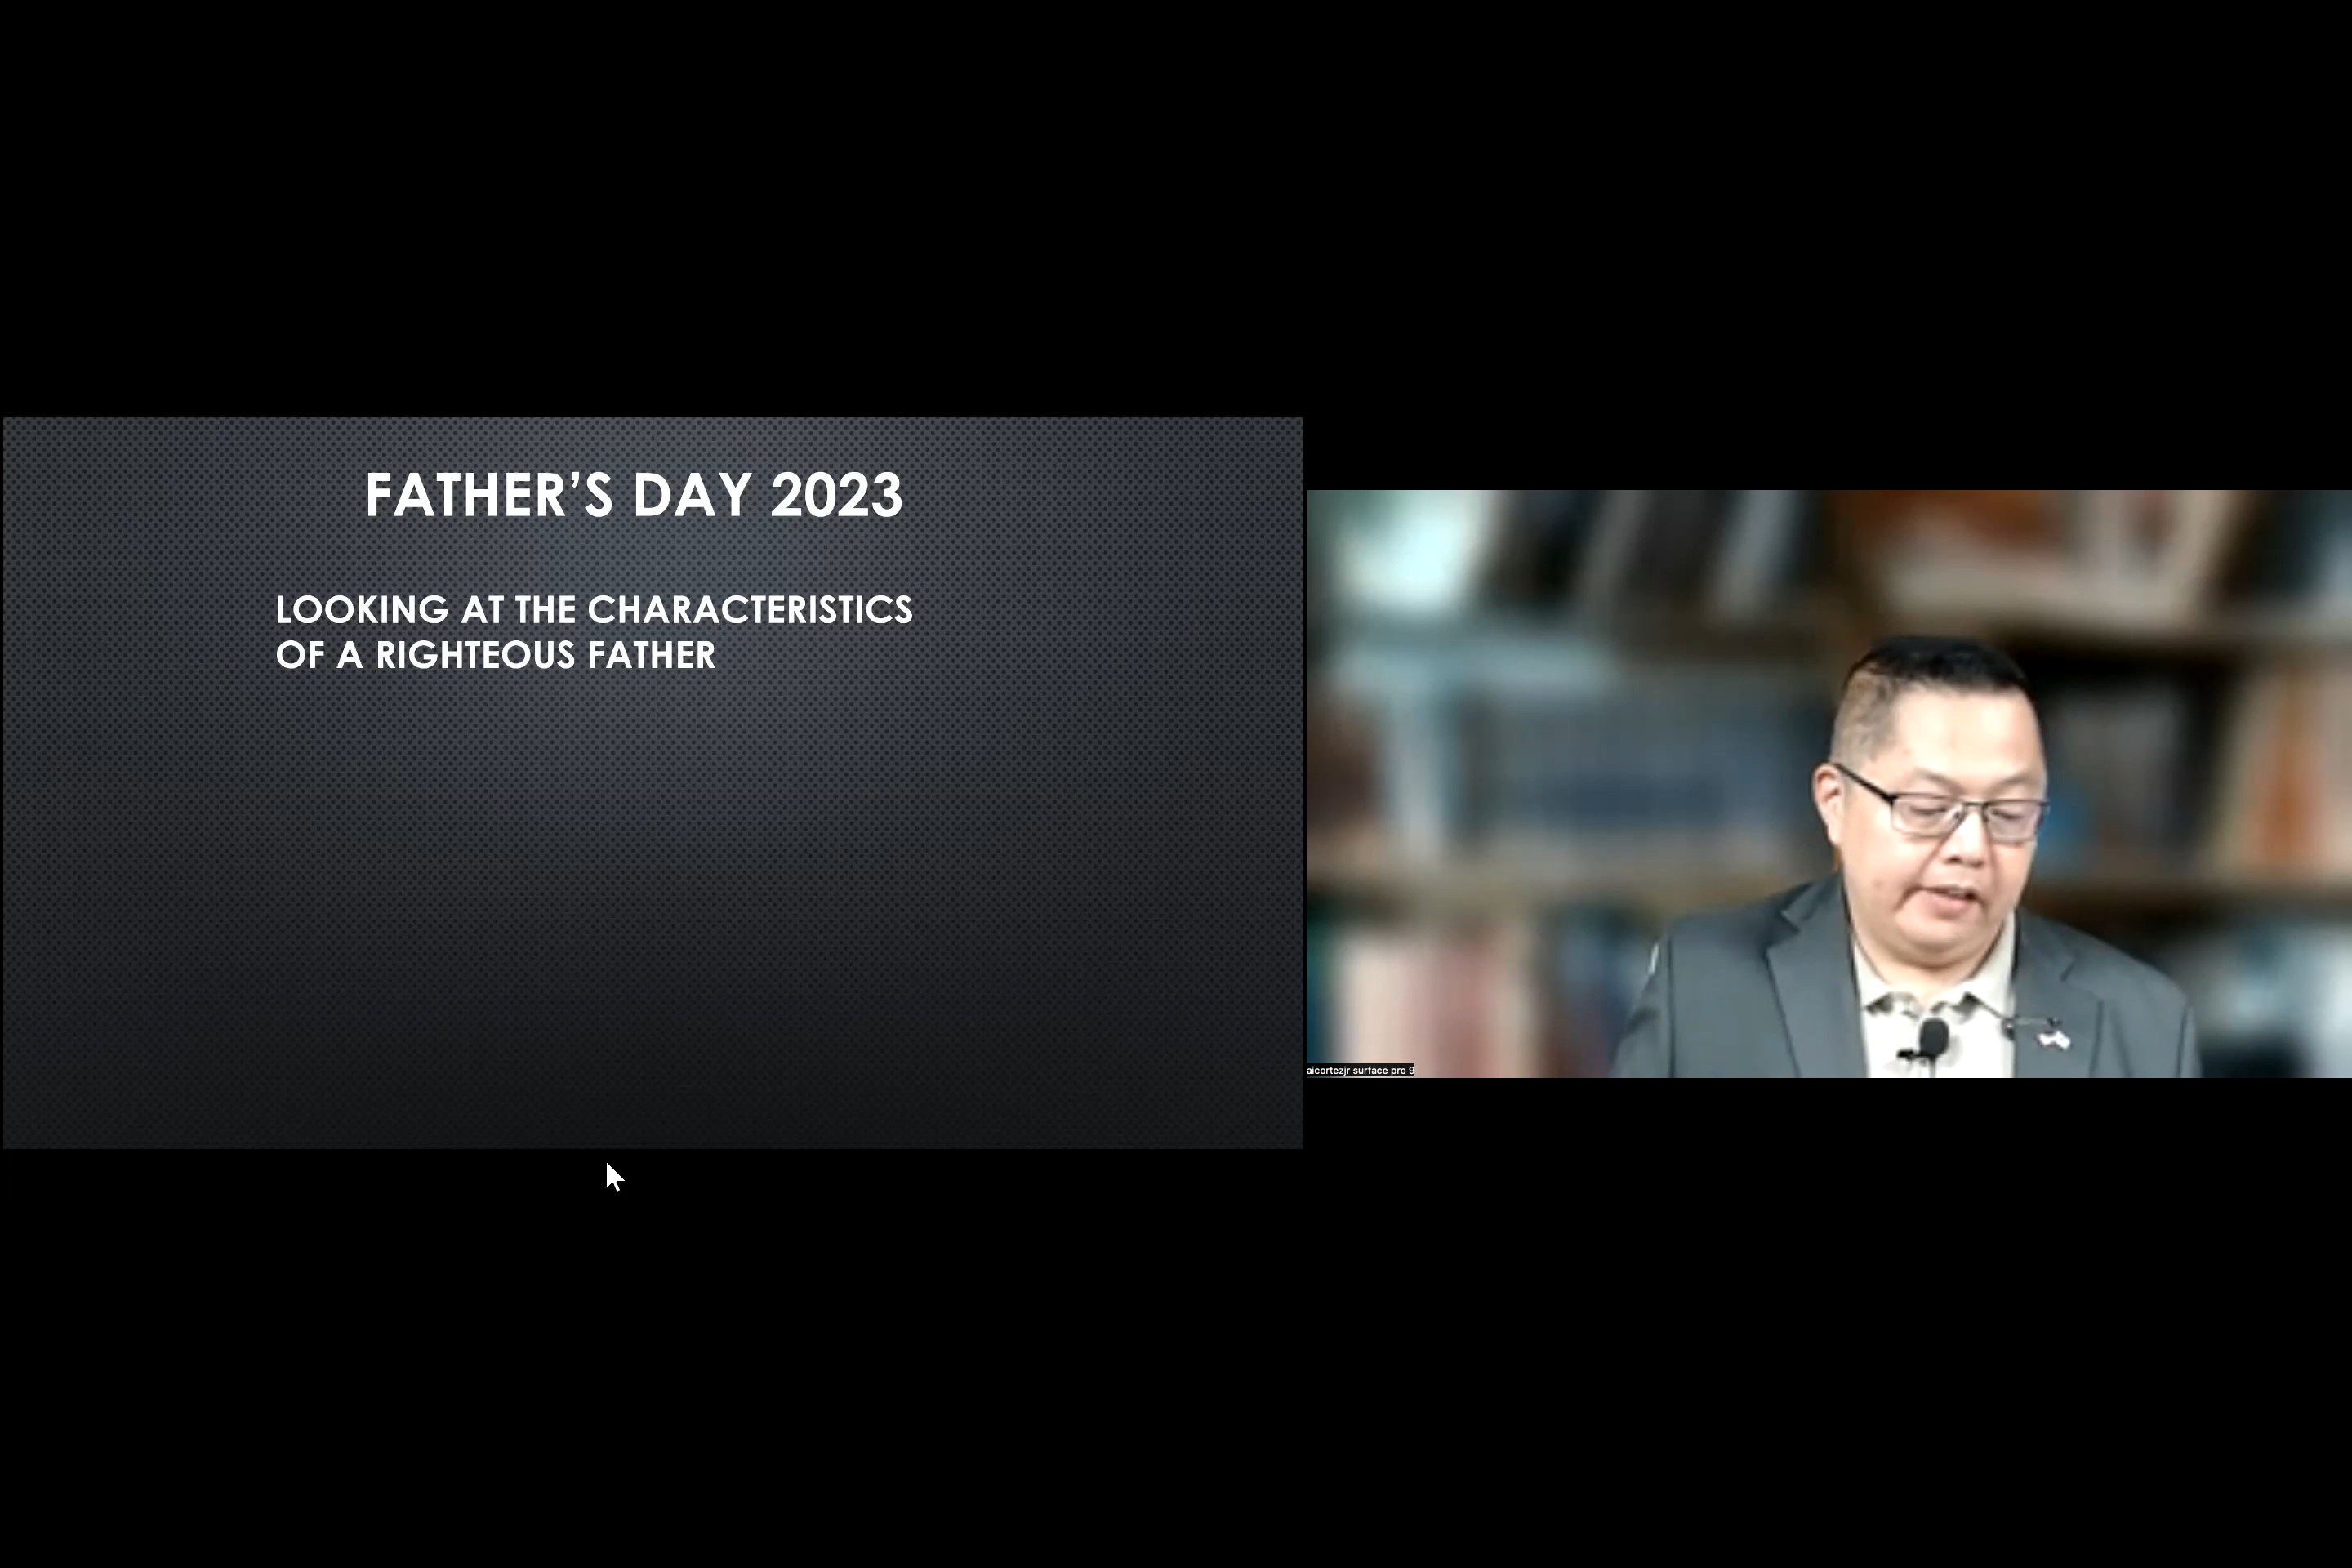 FATHER’S DAY 2023
LOOKING AT THE CHARACTERISTICS
OF A RIGHTEOUS FATHER
aicortezjr surface pro 9